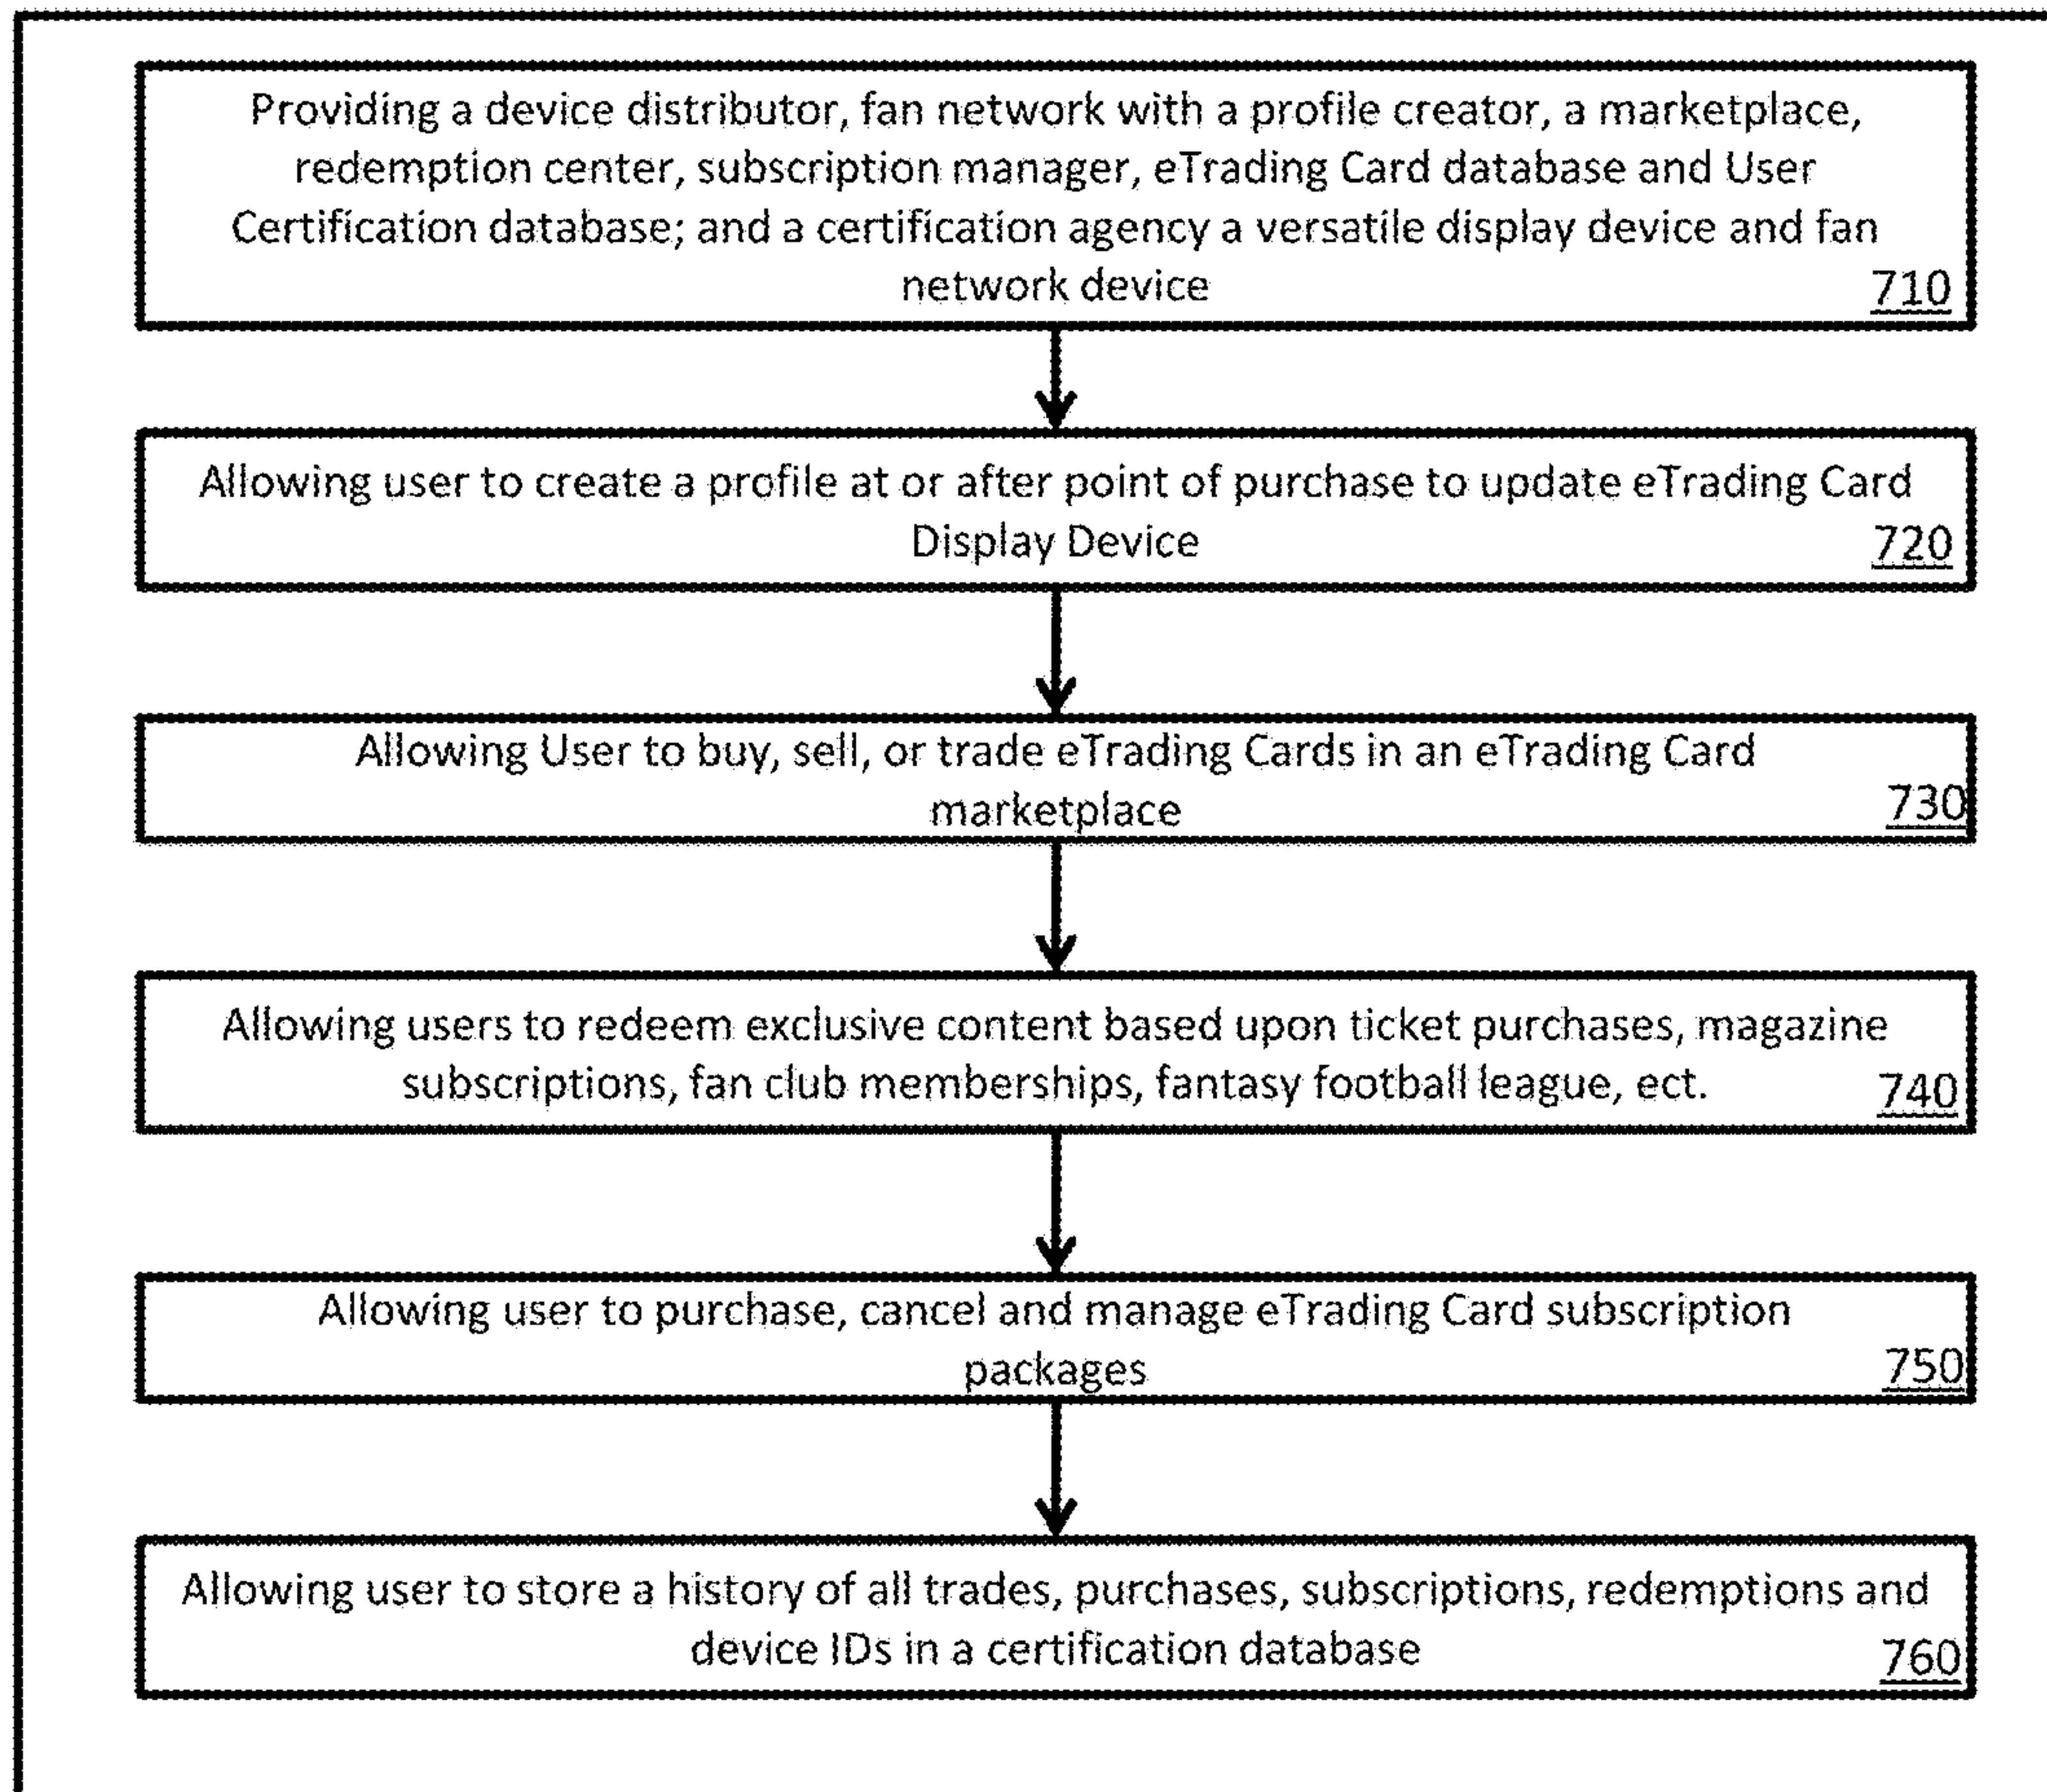 Providing a device distributor, fan network with a profile creator, a marketplace,
redemption center, subscription manager, eTrading Card database and User
Certification database; and a certification agency a versatile display device and fan
network device
710
Allowing user to create a profile at or after point of purchase to update eTrading Card
Display Device
720
Allowing User to buy, sell, or trade eTrading Cards in an eTrading Card
marketplace
730
Allowing users to redeem exclusive content based upon ticket purchases, magazine
subscriptions, fan club memberships, fantasy football league, ect.
740
Allowing user to purchase, cancel and manage eTrading Card subscription
packages
750
Allowing user to store a history of all trades, purchases, subscriptions, redemptions and
device IDs in a certification database
760